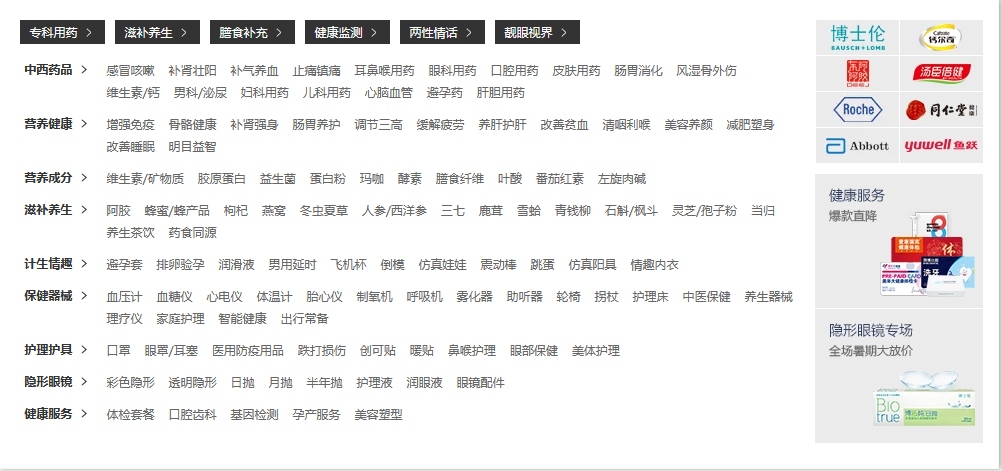 专科用药 滋补养生 膳食补充 健康监测 两性情话 靓眼视界
中西药品 感冒咳嗽 补肾壮阳 补气养血 止痛镇痛 耳鼻喉用药 眼科用药 口腔用药 皮肤用药 肠胃消化 风湿骨外伤
维生素/钙 男科/泌尿 妇科用药 儿科用药 心脑血管 避孕药 肝胆用药
营养健康 增强免疫 骨骼健康 补肾强身 肠胃养护 调节三高 缓解疲劳 养肝护肝 改善贫血 清咽利喉 美容养颜 减肥塑身
改善睡眠 明目益智
营养成分 维生素/矿物质 胶原蛋白 益生菌 蛋白粉 玛咖 酵素 膳食纤维 叶酸 番茄红素 左旋肉碱
滋补养生 阿胶 蜂蜜/蜂产品 枸杞 燕窝 冬虫夏草 人参/西洋参 三七 鹿茸 雪蛤 青钱柳 石斛/枫斗 灵芝/孢子粉 当归
养生茶饮 药食同源
计生情趣 避孕套 排卵验孕 润滑液 男用延时 飞机杯 倒模 仿真娃娃 震动棒 跳蛋 仿真阳具 情趣内衣
保健器械 血压计 血糖仪 心电仪 体温计 胎心仪 制氧机 呼吸机 雾化器 助听器 轮椅 拐杖 护理床 中医保健 养生器械
理疗仪 家庭护理 智能健康 出行常备
护理护具 口罩 眼罩/耳塞 医用防疫用品 跌打损伤 创可贴 暖贴 鼻喉护理 眼部保健 美体护理
隐形眼镜 彩色隐形 透明隐形 日抛 月抛 半年抛 护理液 润眼液 眼镜配件
健康服务 体检套餐 口腔齿科 基因检测 孕产服务 美容塑型
博士伦
BAUSCH + LOMB
Caltrate
钙尔奇
东阿阿胶
DEEJ
汤臣倍健
Roche
同仁堂 健康
Abbott
yuwell 鱼跃
健康服务
爆款直降
洗牙
PRE-PAID CARD
隐形眼镜专场
全场暑期大放价
Bio
true